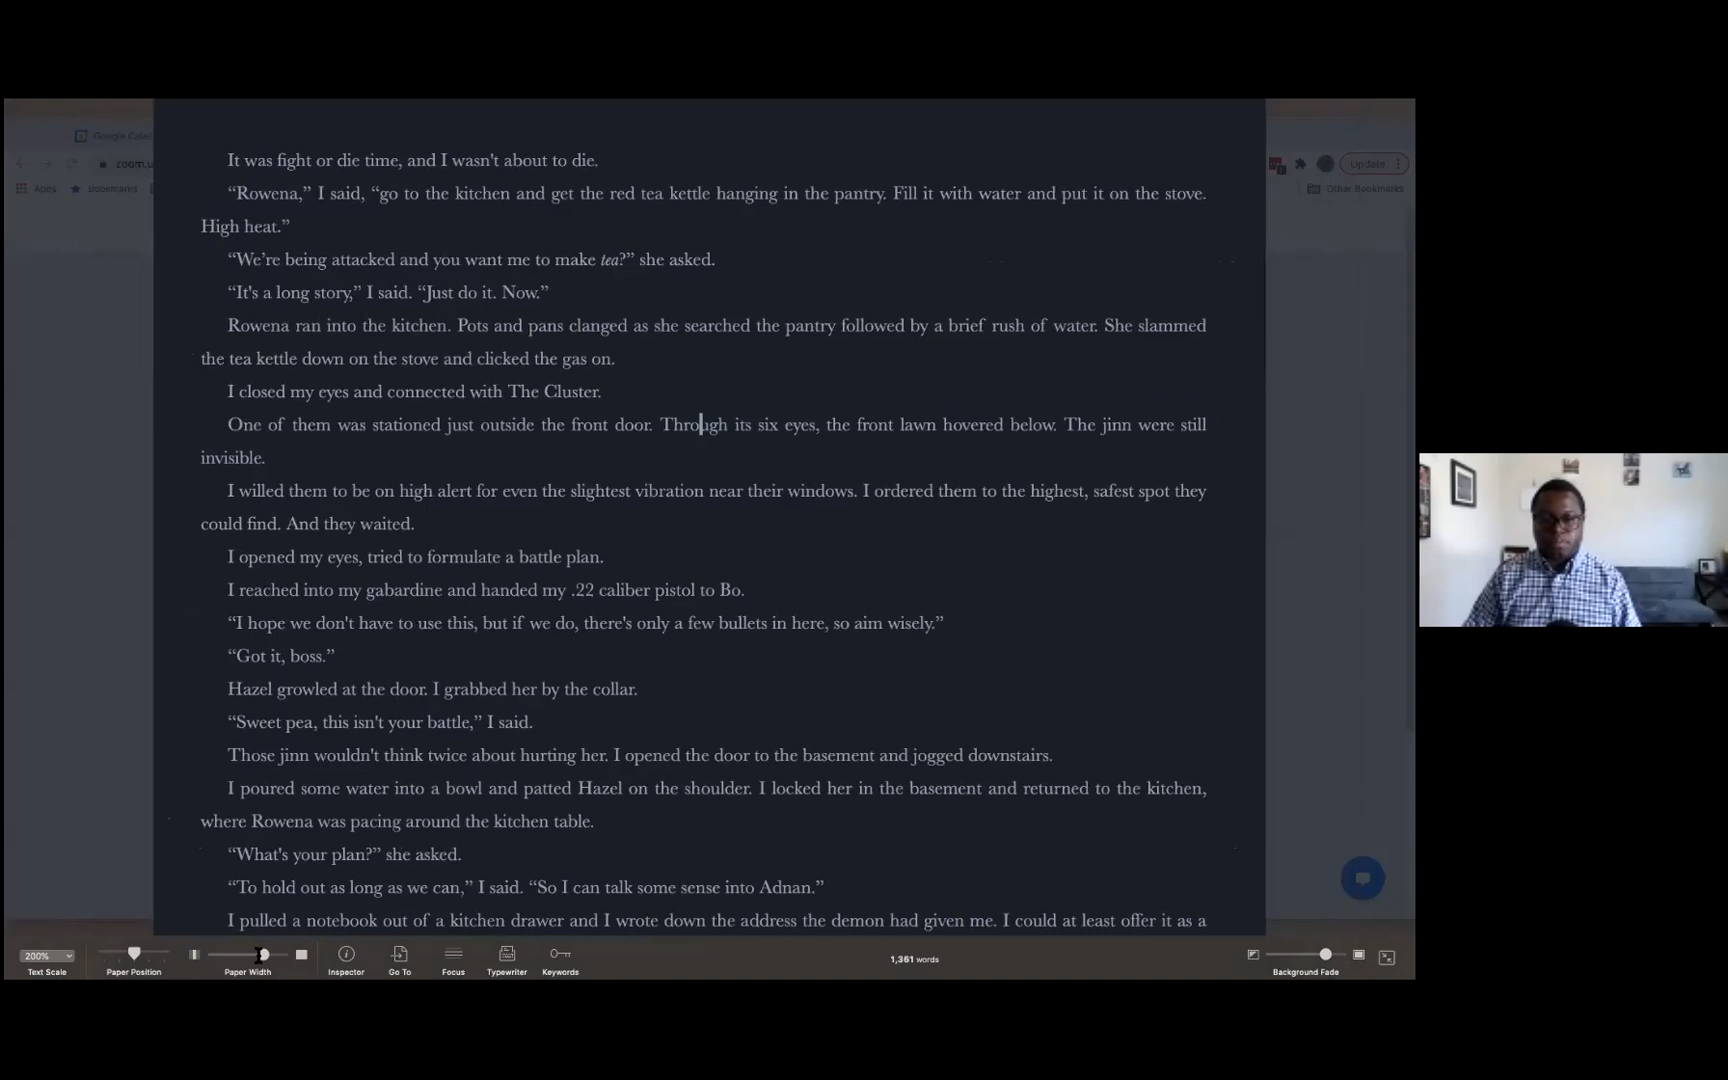 Google Calen
zoom.u
Update
Apps
Bookmarks
Other Bookmarks
It was fight or die time, and I wasn't about to die.
“Rowena,” I said, “go to the kitchen and get the red tea kettle hanging in the pantry. Fill it with water and put it on the stove.
High heat.”
“We’re being attacked and you want me to make tea?” she asked.
“It's a long story,” I said. “Just do it. Now.”
Rowena ran into the kitchen. Pots and pans clanged as she searched the pantry followed by a brief rush of water. She slammed
the tea kettle down on the stove and clicked the gas on.
I closed my eyes and connected with The Cluster.
One of them was stationed just outside the front door. Through its six eyes, the front lawn hovered below. The jinn were still
invisible.
I willed them to be on high alert for even the slightest vibration near their windows. I ordered them to the highest, safest spot they
could find. And they waited.
I opened my eyes, tried to formulate a battle plan.
I reached into my gabardine and handed my .22 caliber pistol to Bo.
“I hope we don't have to use this, but if we do, there's only a few bullets in here, so aim wisely.”
“Got it, boss.”
Hazel growled at the door. I grabbed her by the collar.
“Sweet pea, this isn't your battle,” I said.
Those jinn wouldn't think twice about hurting her. I opened the door to the basement and jogged downstairs.
I poured some water into a bowl and patted Hazel on the shoulder. I locked her in the basement and returned to the kitchen,
where Rowena was pacing around the kitchen table.
“What's your plan?” she asked.
“To hold out as long as we can,” I said. “So I can talk some sense into Adnan.”
I pulled a notebook out of a kitchen drawer and I wrote down the address the demon had given me. I could at least offer it as a
200%
Text Scale
Paper Position
Paper Width
Inspector
Go To
Focus
Typewriter
Keywords
1,361 words
Background Fade